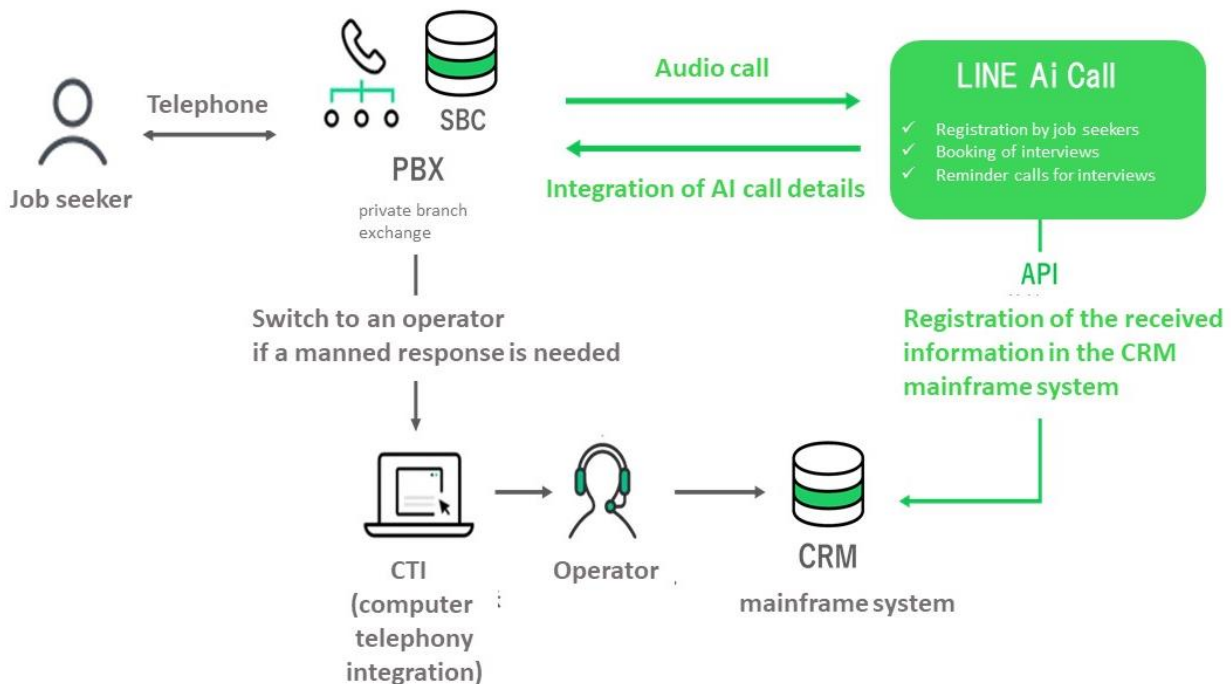 Telephone
Job seeker
SBC
PBX
private branch
exchange
Audio call
Integration of AI call details
LINE Ai Call
✓ Registration by job seekers
✓ Booking of interviews
✓ Reminder calls for interviews
API
Registration of the received
information in the CRM
mainframe system
Switch to an operator
if a manned response is needed
CTI
(computer
telephony
integration)
Operator
CRM
mainframe system